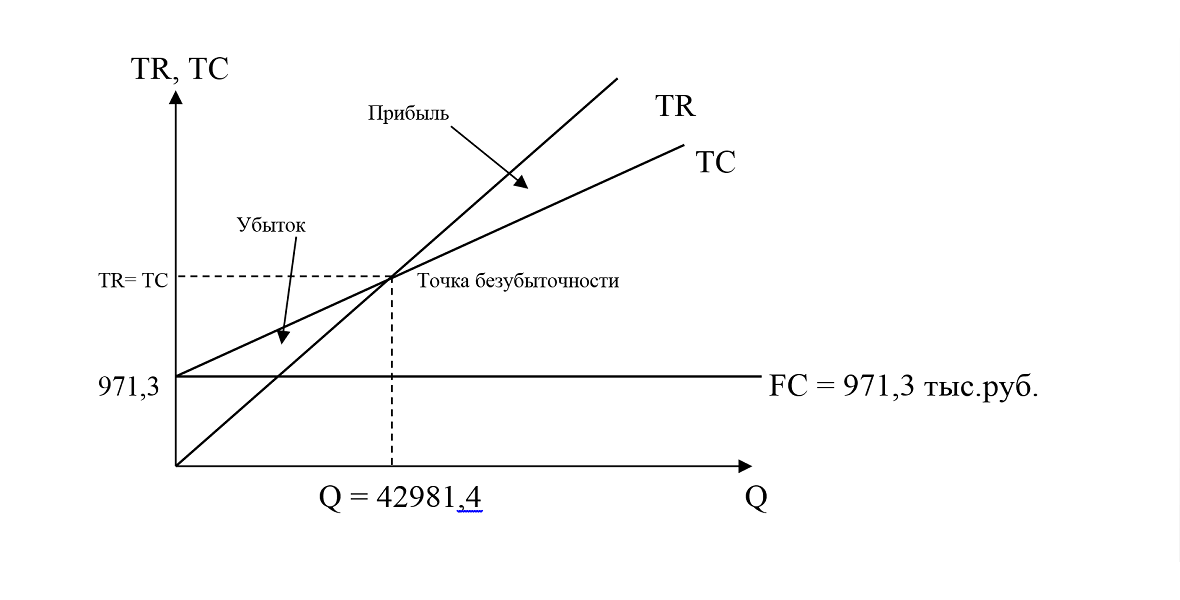 TR, TC
Прибыль
TR
TC
Убыток
TR= TC
Точка безубыточности
971,3
FC = 971,3 тыс.руб.
Q = 42981,4
Q